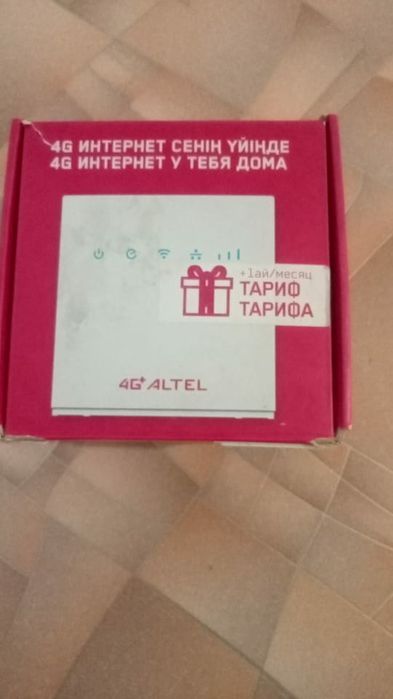 4G ИНТЕРНЕТ СЕНІҢ ҮЙІҢДЕ
4G ИНТЕРНЕТ У ТЕБЯ ДОМА
+1ай/месяц
ТАРИФ
ТАРИФА
4G+ ALTEL